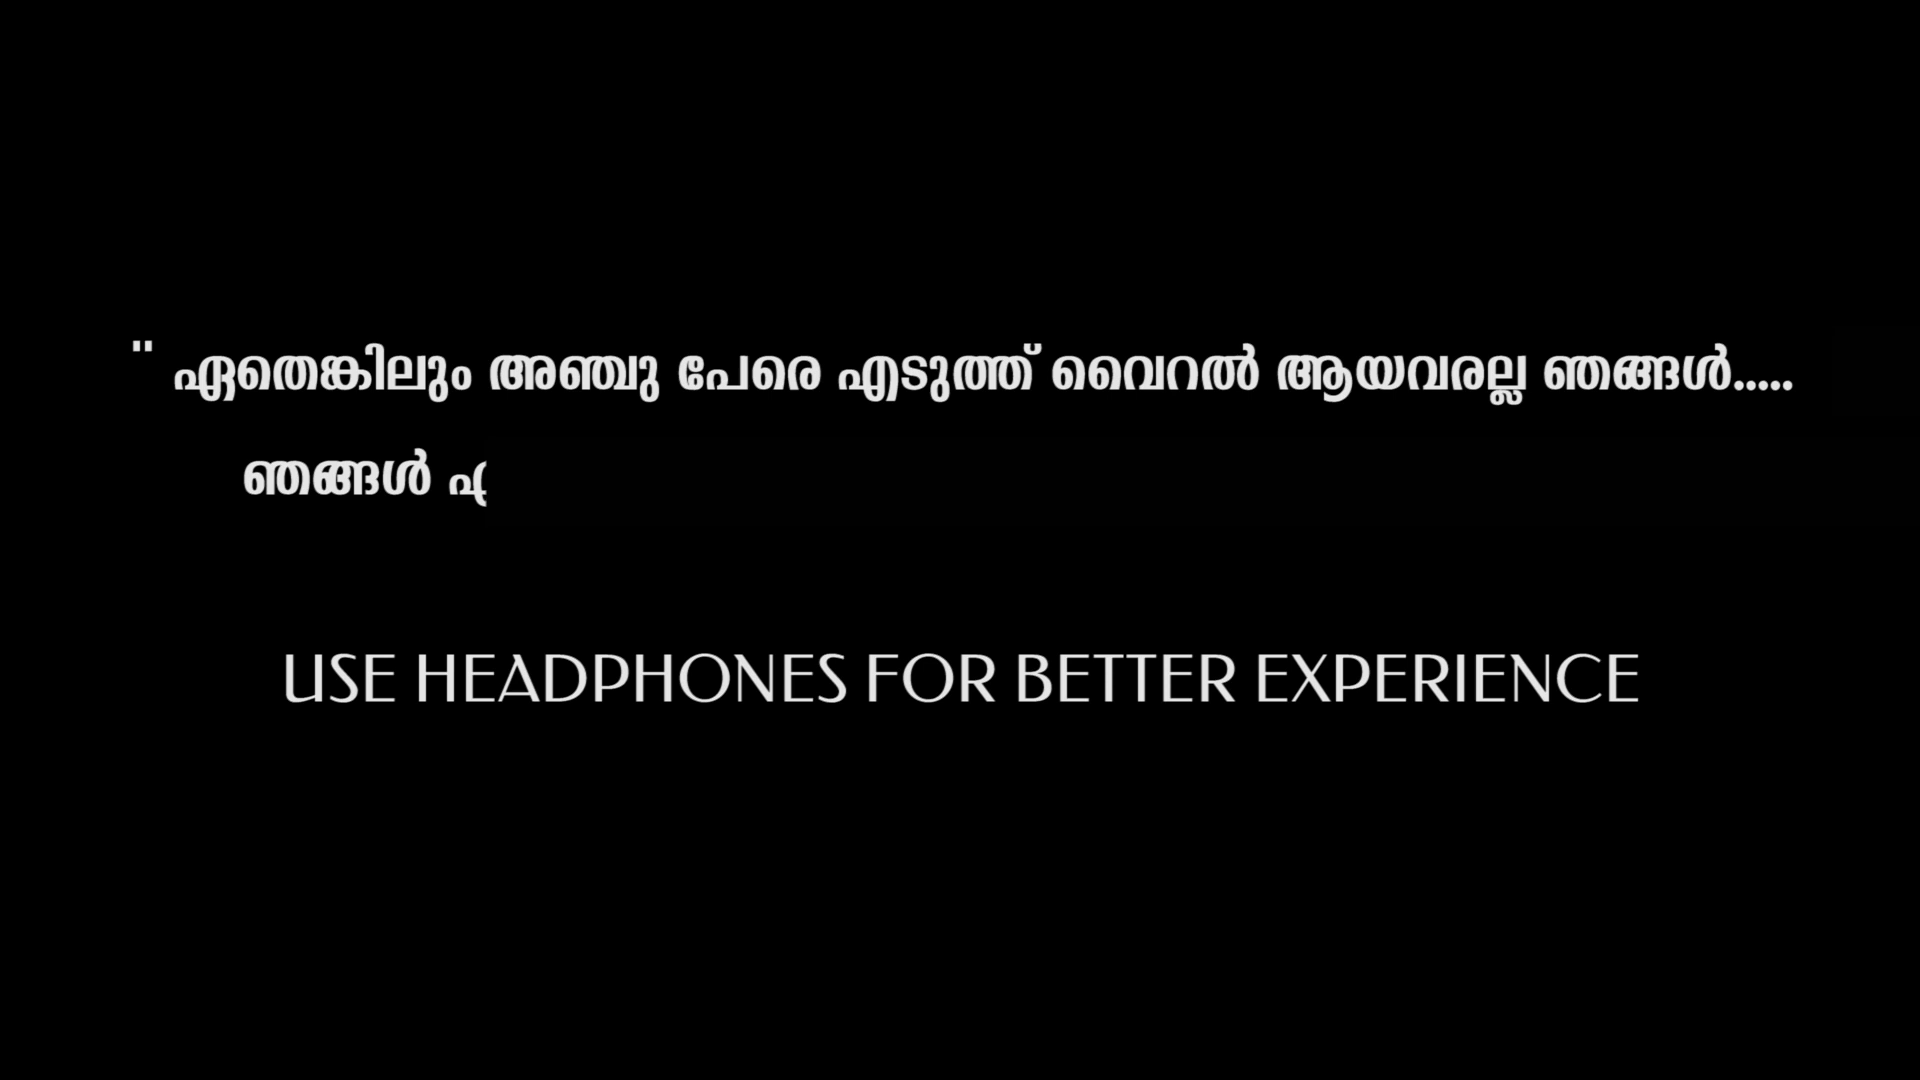 " ഏതെങ്കിലും അഞ്ചു പേരെ എടുത്ത് വൈറൽ ആയവരല്ല ഞങ്ങൾ.....
ഞങ്ങൾ
USE HEADPHONES FOR BETTER EXPERIENCE